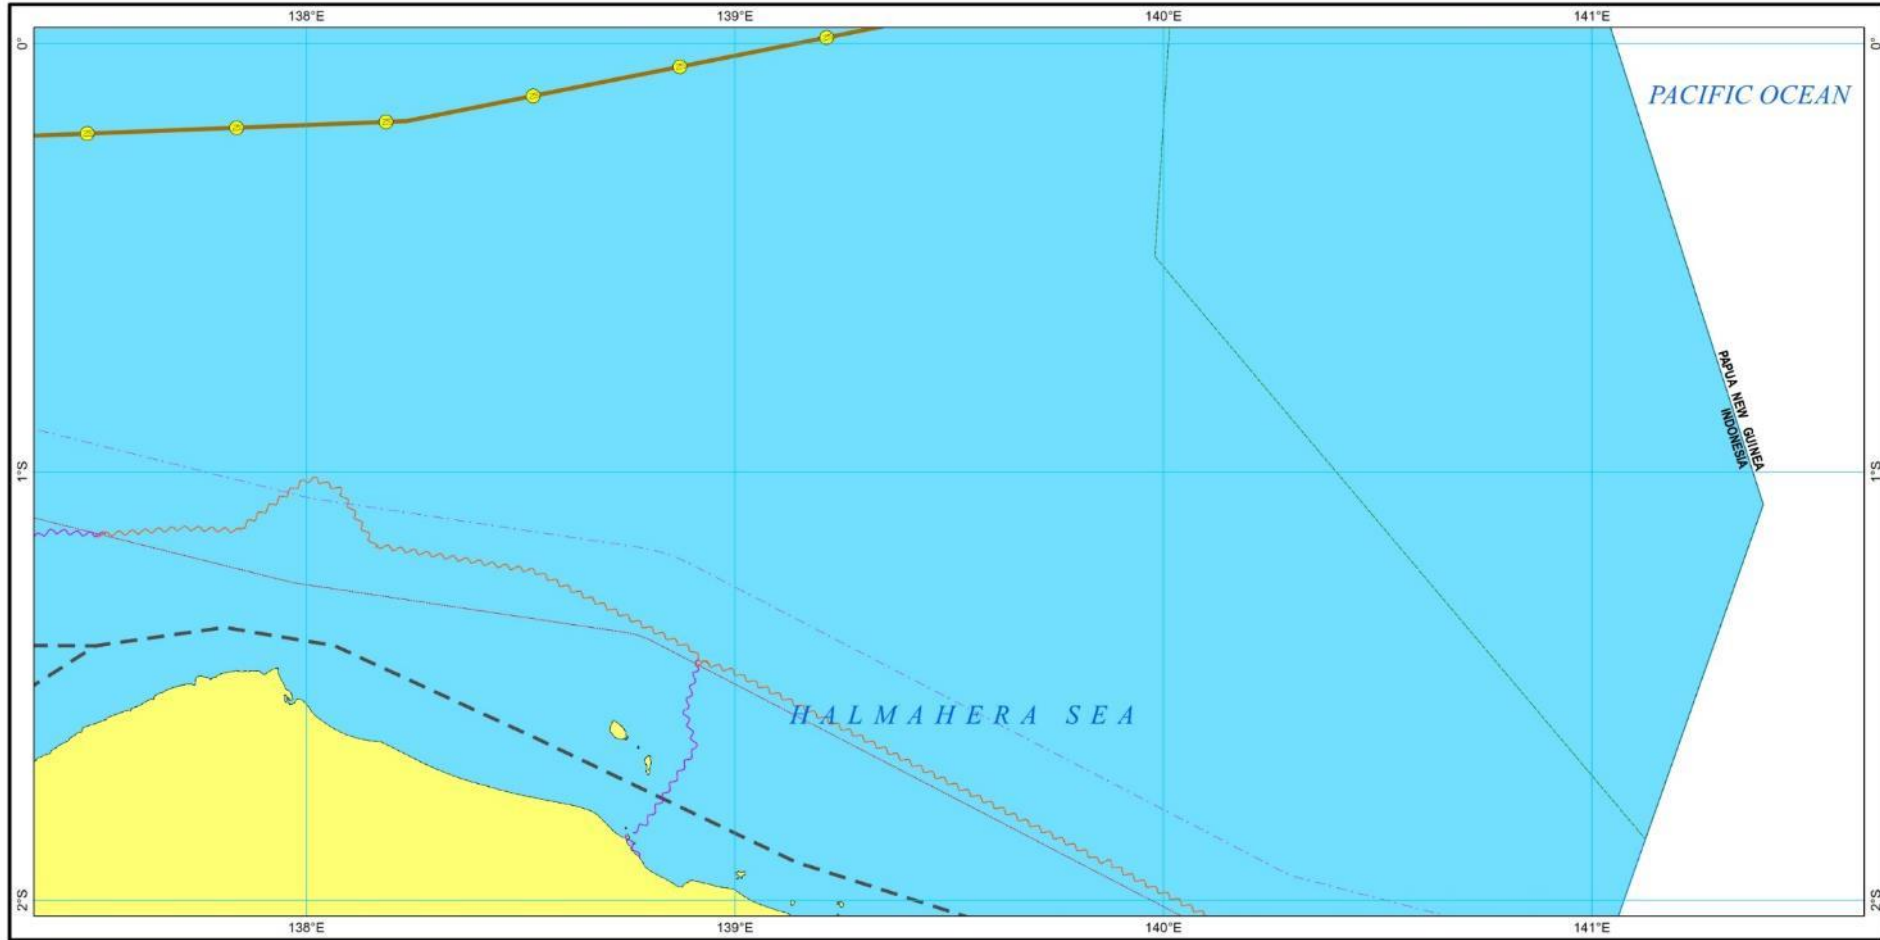 138°E 139°E 140°E 141°E
0° 0°
PACIFIC OCEAN
PAPUA NEW GUINEA
INDONESIA
1°S 1°S
HALMAHERA SEA
2°S 2°S
138°E 139°E 140°E 141°E